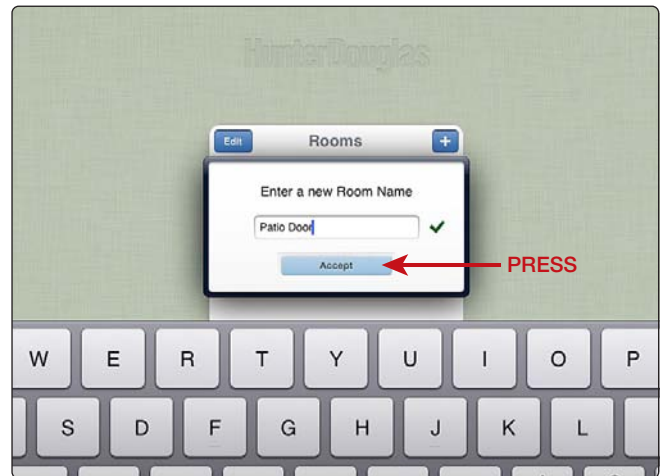 HunterDouglas
Edit Rooms +
Enter a new Room Name
Patio Door
Accept
PRESS
W E R T Y U I O P
S D F G H J K L